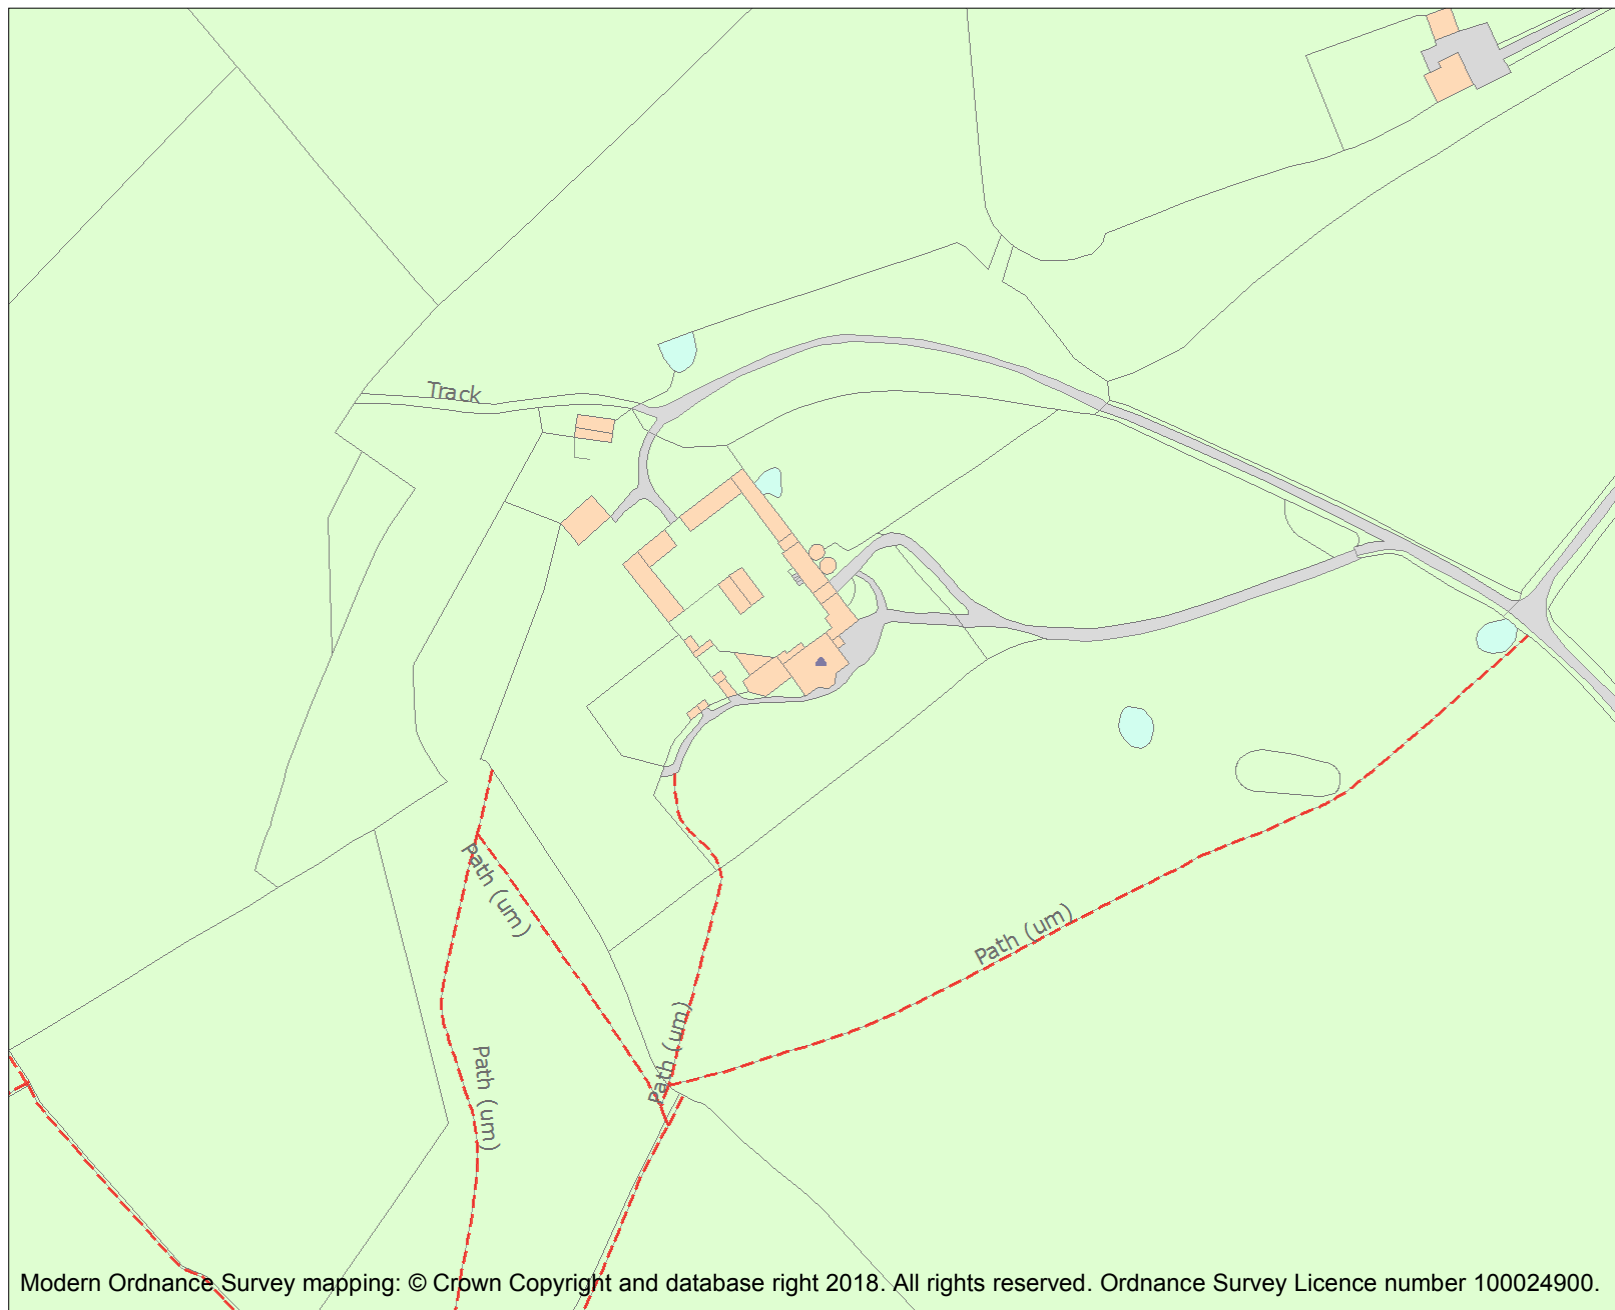 Track
Path (um)
Path (um)
Path (um)
Path (um)
Modern Ordnance Survey mapping: © Crown Copyright and database right 2018. All rights reserved. Ordnance Survey Licence number 100024900.